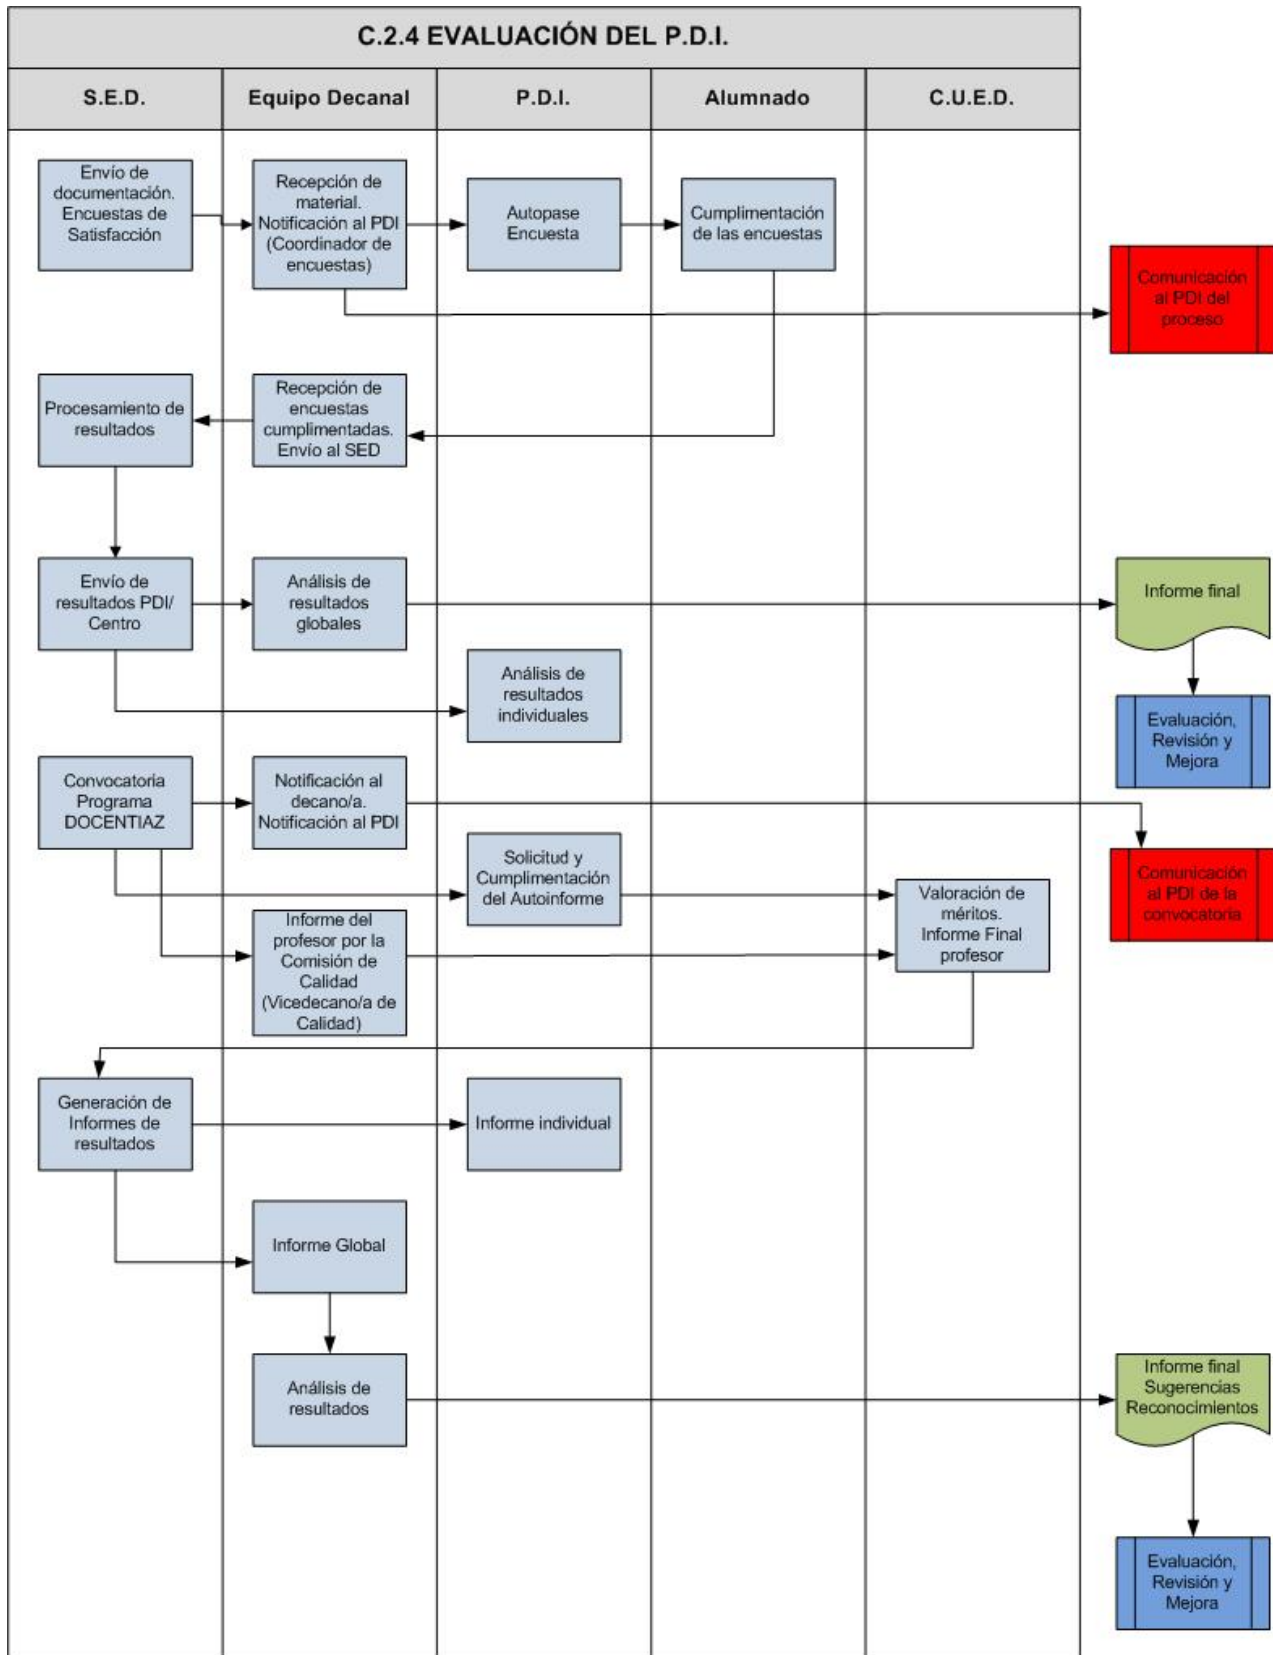 C.2.4 EVALUACIÓN DEL P.D.I.
S.E.D.
Equipo Decanal
P.D.I.
Alumnado
C.U.E.D.
Envío de
documentación.
Encuestas de
Satisfacción
Recepción de
material.
Notificación al PDI
(Coordinador de
encuestas)
Autopase
Encuesta
Cumplimentación
de las encuestas
Comunicación
al PDI del
proceso
Procesamiento de
resultados
Recepción de
encuestas
cumplimentadas.
Envío al SED
Envío de
resultados PDI/
Centro
Análisis de
resultados
globales
Informe final
Análisis de
resultados
individuales
Evaluación,
Revisión y
Mejora
Convocatoria
Programa
DOCENTIAZ
Notificación al
decano/a.
Notificación al PDI
Solicitud y
Cumplimentación
del Autoinforme
Comunicación
al PDI de la
convocatoria
Informe del
profesor por la
Comisión de
Calidad
(Vicedecano/a de
Calidad)
Valoración de
méritos.
Informe Final
profesor
Generación de
Informes de
resultados
Informe individual
Informe Global
Análisis de
resultados
Informe final
Sugerencias
Reconocimientos
Evaluación,
Revisión y
Mejora